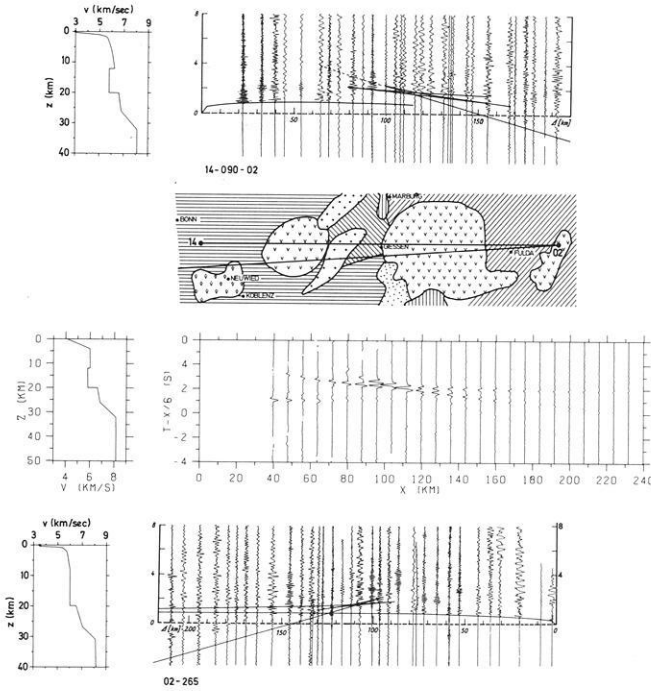 v (km/sec)
3 5 7 9
0
10
20
30
40
z (km)
8
4
0
50
100
150
Δ [km]
14-090-02
BONN
MARBURG
14
GIESSEN
FULDA
02
NEUWIED
KOBLENZ
0
10
20
30
40
50
Z (KM)
4 6 8
V (KM/S)
4
2
0
-2
-4
T-X/6 (S)
0 20 40 60 80 100 120 140 160 180 200 220 240
X (KM)
v (km/sec)
3 5 7 9
0
10
20
30
40
z (km)
8
4
0
Δ [km] 200
150
100
50
0
8
4
0
02-265